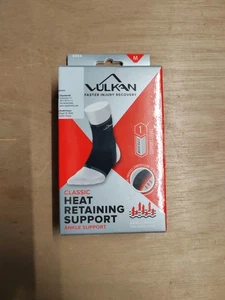 M
VULKAN
FASTER INJURY RECOVERY
CLASSIC
HEAT
RETAINING
SUPPORT
ANKLE SUPPORT